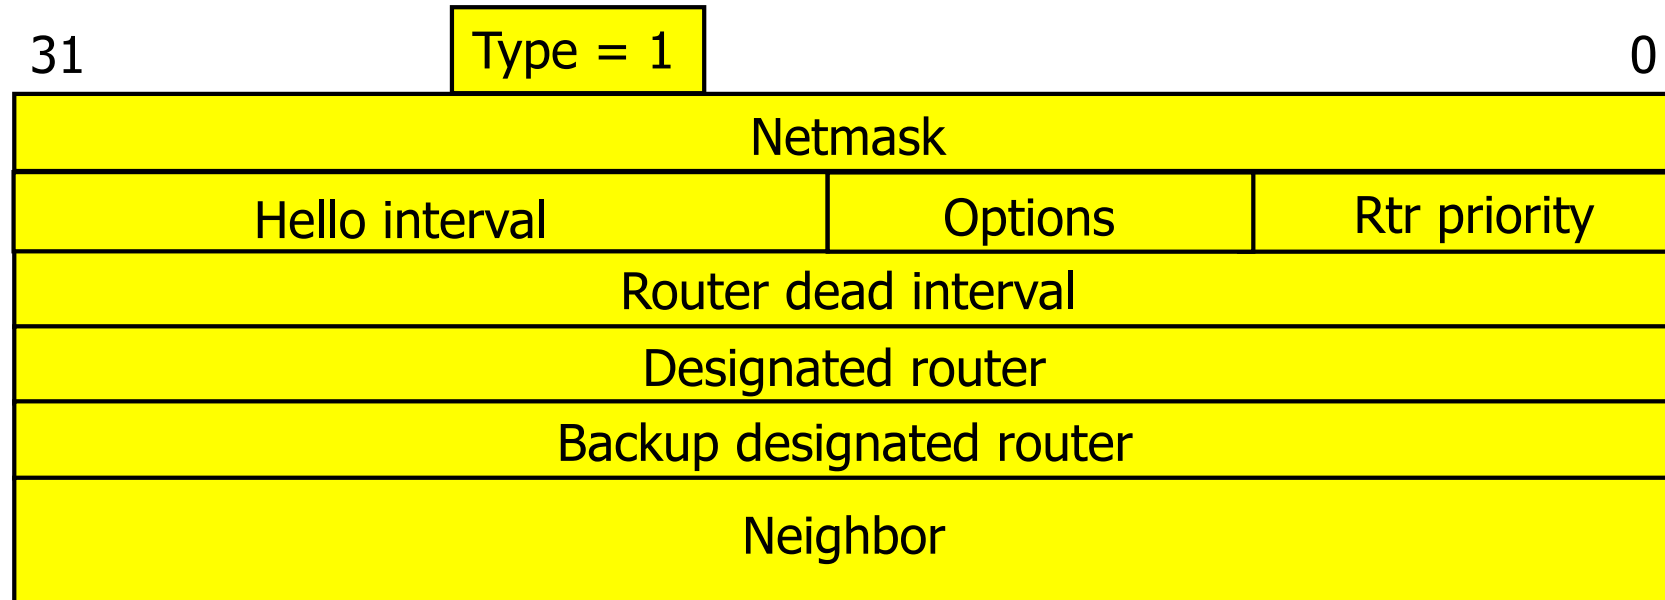 31 Type = 1 0
Netmask
Hello interval Options Rtr priority
Router dead interval
Designated router
Backup designated router
Neighbor